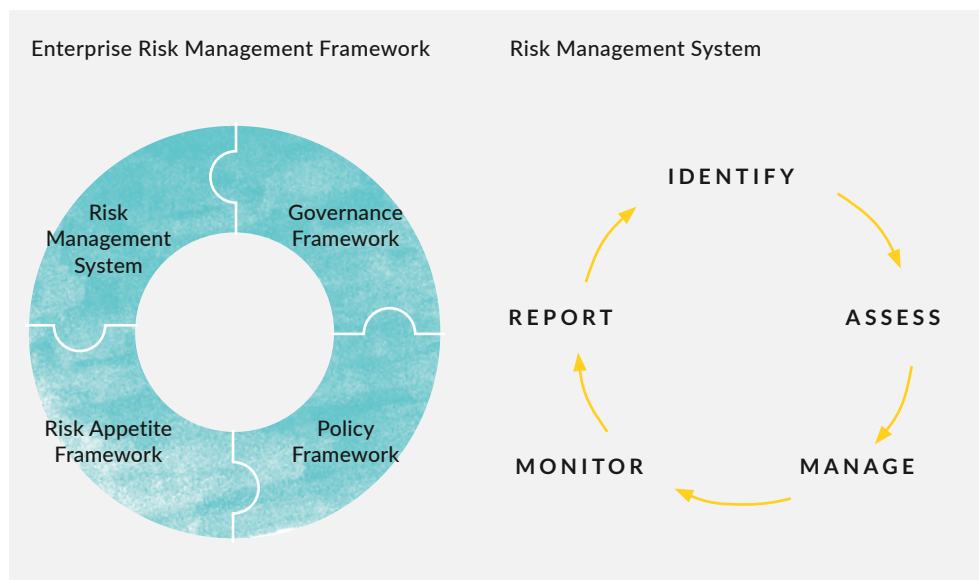 Enterprise Risk Management Framework
Risk
Management
System
Governance
Framework
Risk Appetite
Framework
Policy
Framework
Risk Management System
IDENTIFY
ASSESS
MANAGE
MONITOR
REPORT